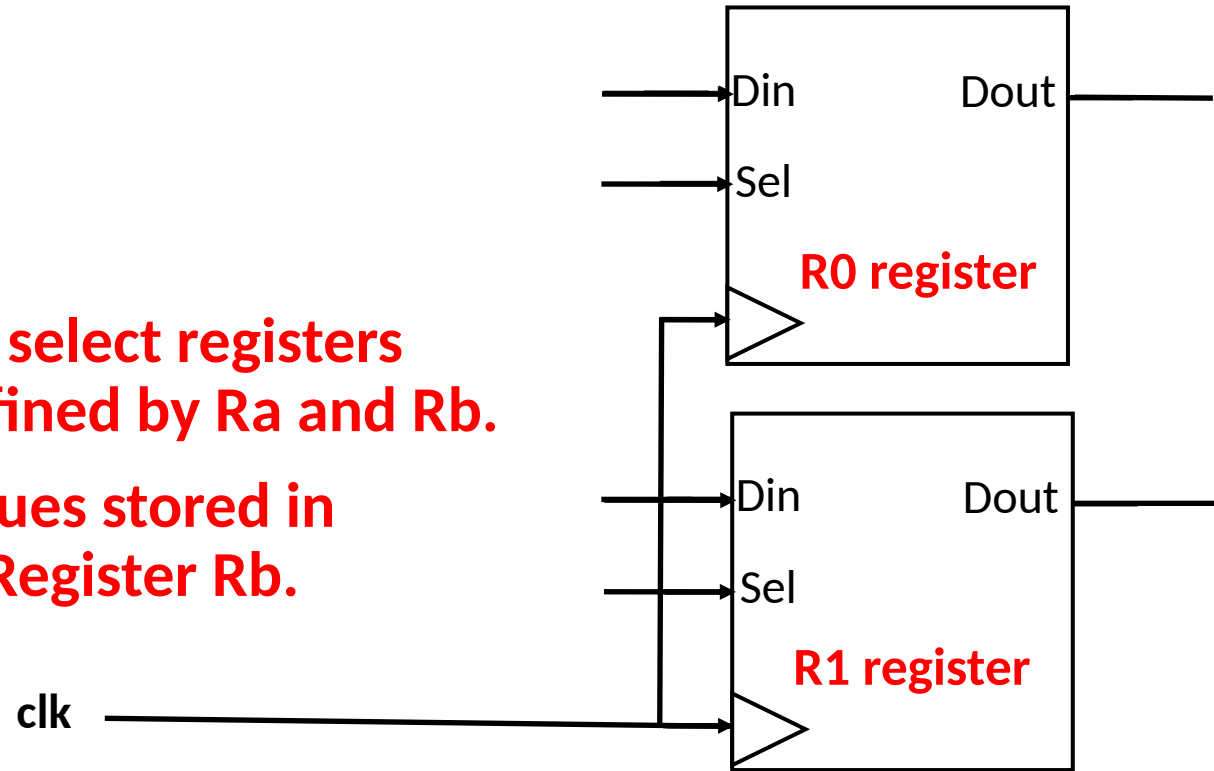 Din Dout
Sel
R0 register
select registers
fined by Ra and Rb.
Din Dout
ues stored in
Register Rb.
Sel
R1 register
clk